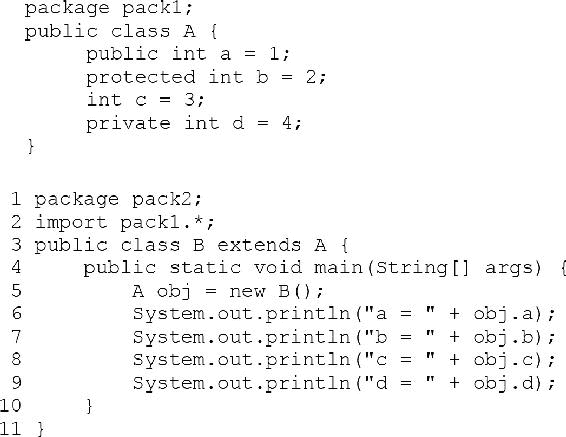 package pack1;
public class A {
public int a = 1;
protected int b = 2;
int c = 3;
private int d = 4;
}
1 package pack2;
2 import pack1.*;
3 public class B extends A {
4 public static void main(String[] args) {
5 A obj = new B();
6 System.out.println("a = " + obj.a);
7 System.out.println("b = " + obj.b);
8 System.out.println("c = " + obj.c);
9 System.out.println("d = " + obj.d);
10 }
11 }